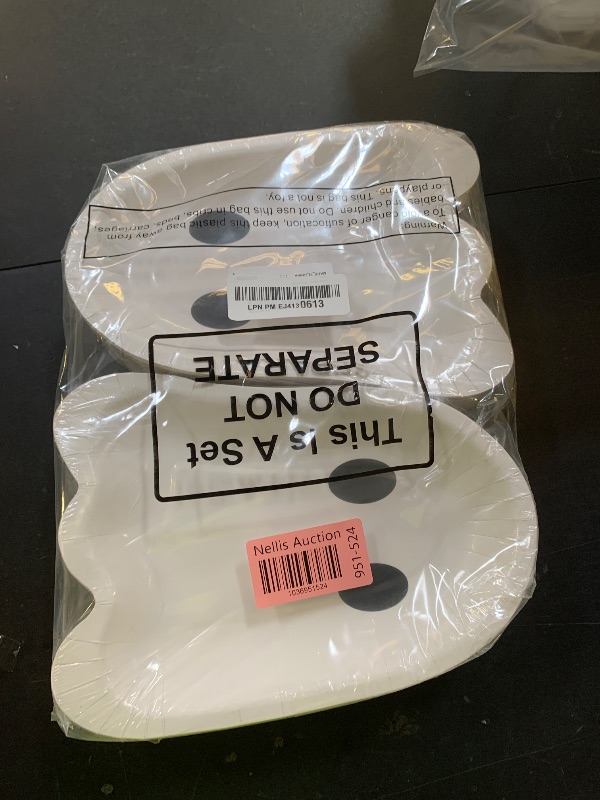 Warning:
To avoid danger of suffocation, keep this plastic bag away from
babies and children. Do not use this bag in cribs, beds, carriages,
or playpens. This bag is not a toy.
LPN PM EJ4130613
This Is A Set
DO NOT
SEPARATE
Nellis Auction
1036951524
951-524